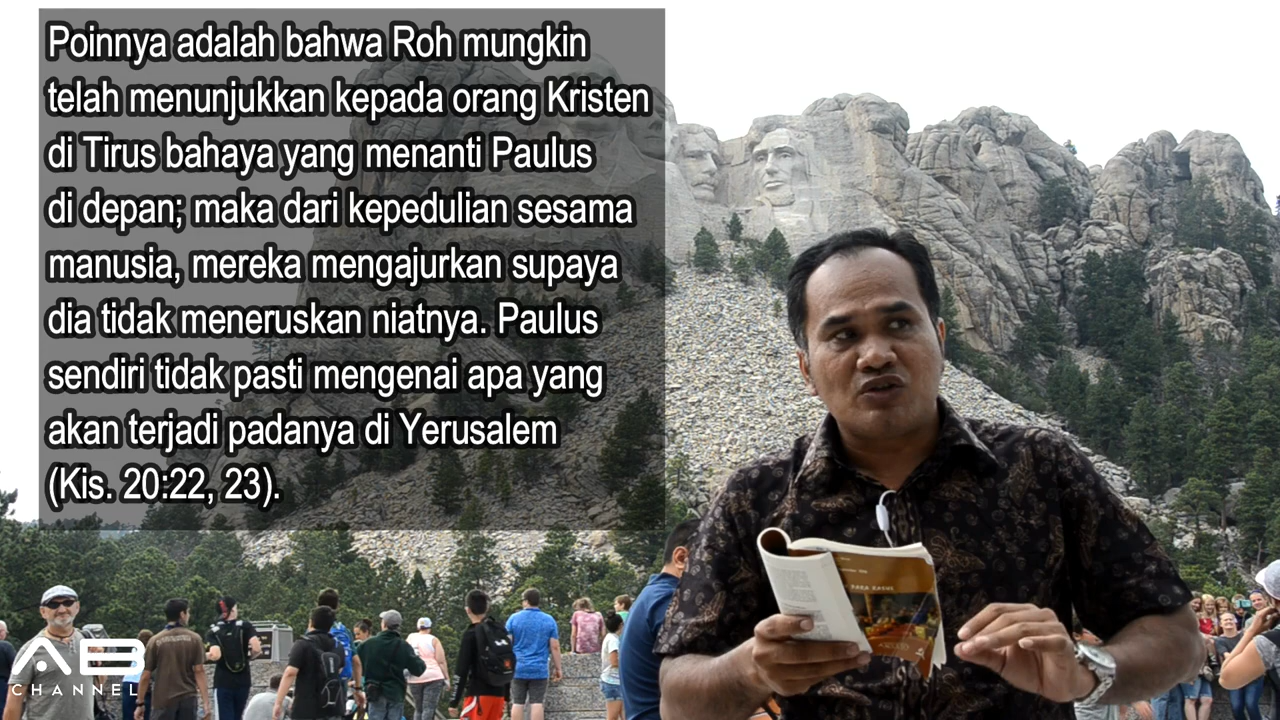 Poinnya adalah bahwa Roh mungkin
telah menunjukkan kepada orang Kristen
di Tirus bahaya yang menanti Paulus
di depan; maka dari kepedulian sesama
manusia, mereka mengajurkan supaya
dia tidak meneruskan niatnya. Paulus
sendiri tidak pasti mengenai apa yang
akan terjadi padanya di Yerusalem
(Kis. 20:22, 23).
AB
CHANNEL
PARA RASUL